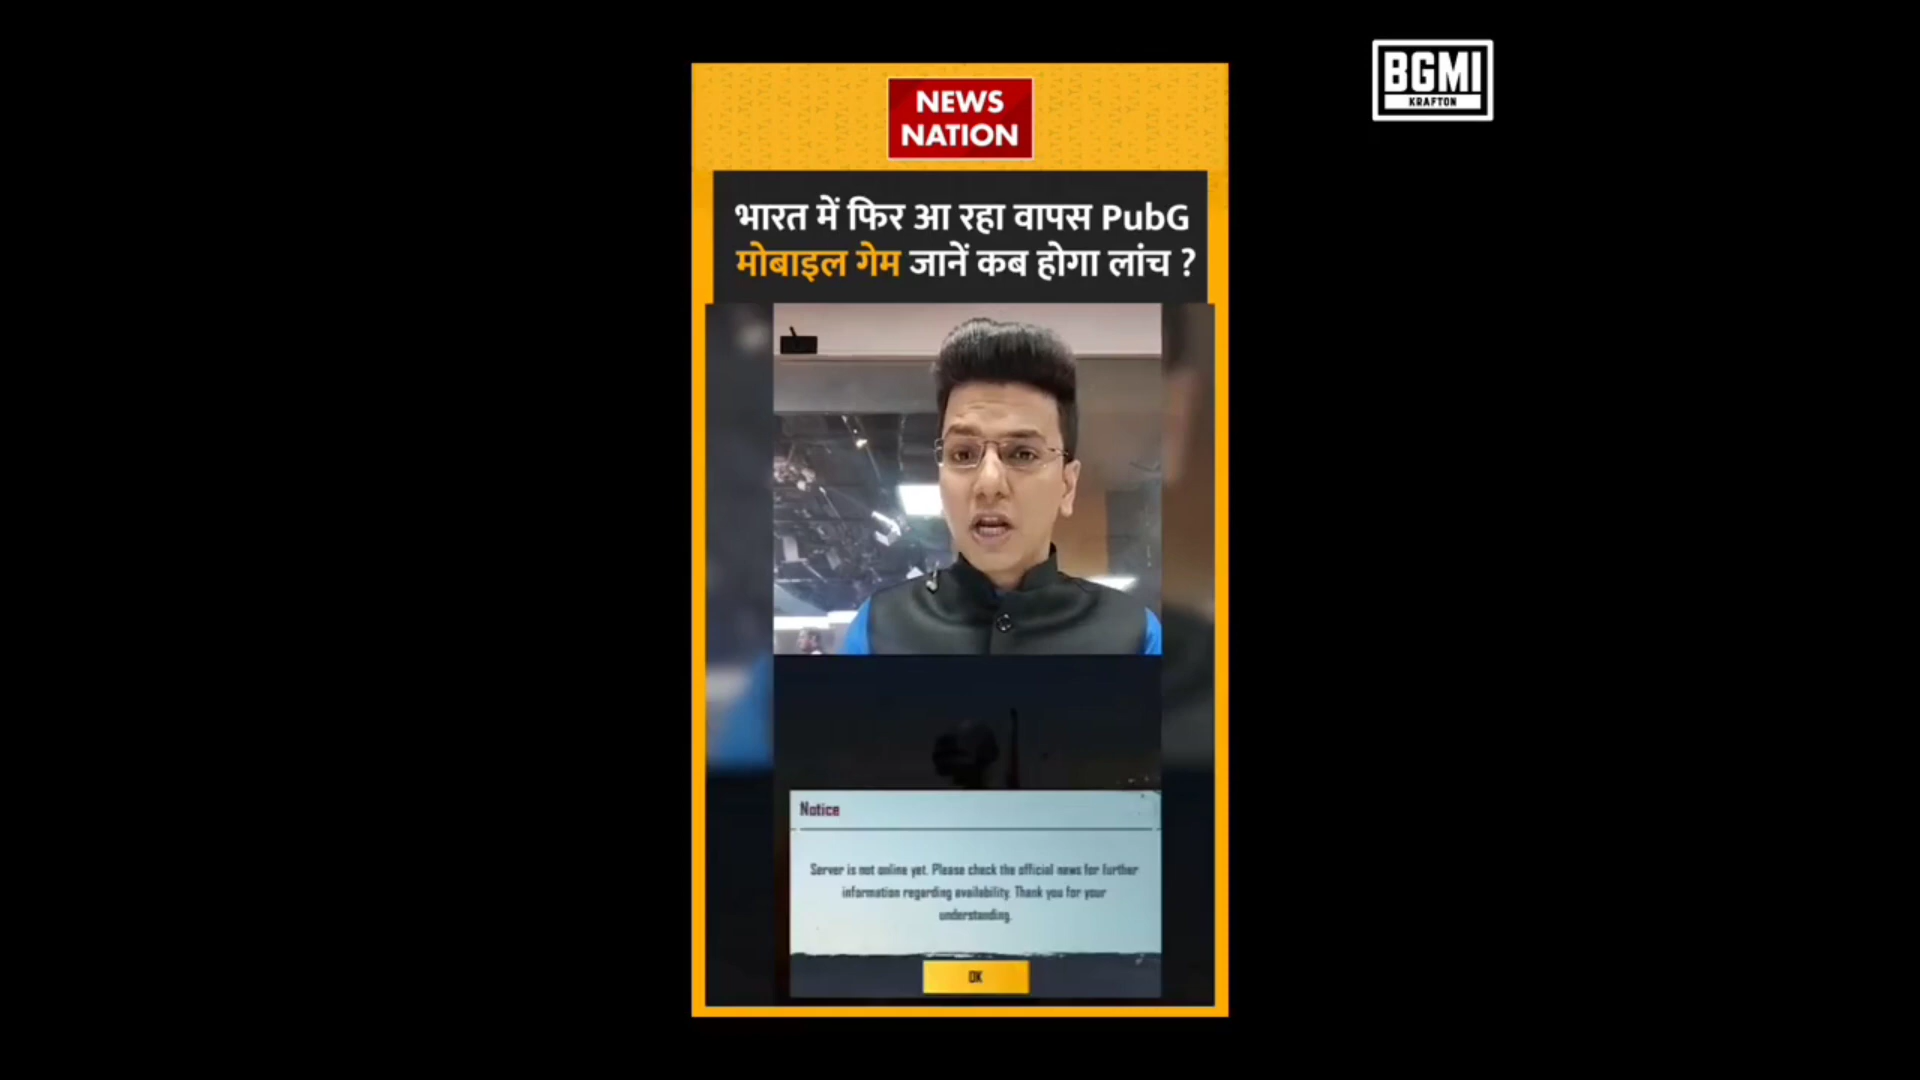 BGMI
KRAFTON
NEWS
NATION
भारत में फिर आ रहा वापस PubG
मोबाइल गेम जानें कब होगा लांच ?
Notice
Server is not online yet. Please check the official news for further
information regarding availability. Thank you for your
understanding.
OK